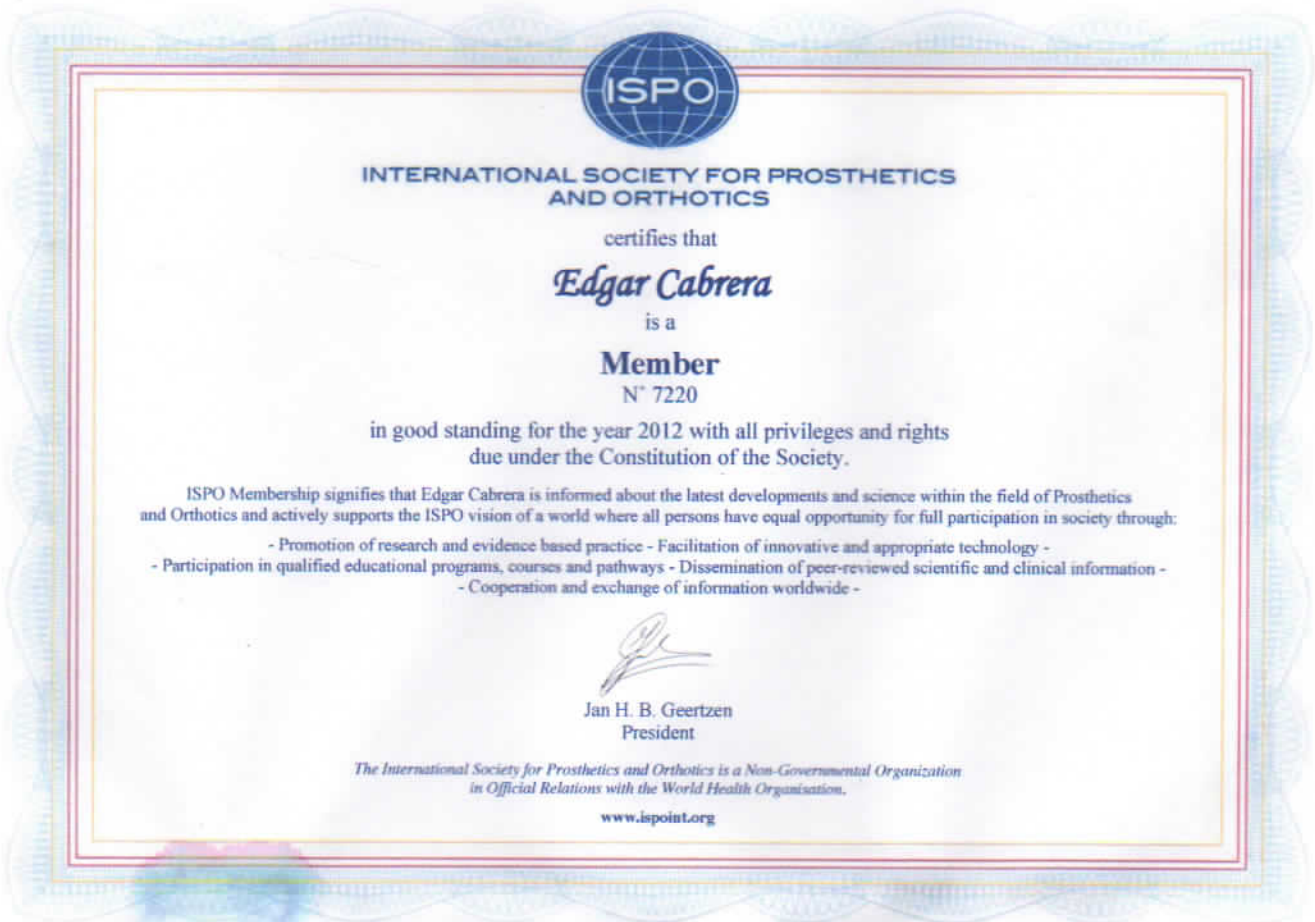 ISPO
INTERNATIONAL SOCIETY FOR PROSTHETICS
AND ORTHOTICS
certifies that
Edgar Cabrera
is a
Member
N° 7220
in good standing for the year 2012 with all privileges and rights
due under the Constitution of the Society.
ISPO Membership signifies that Edgar Cabrera is informed about the latest developments and science within the field of Prosthetics
and Orthotics and actively supports the ISPO vision of a world where all persons have equal opportunity for full participation in society through:
- Promotion of research and evidence based practice - Facilitation of innovative and appropriate technology -
- Participation in qualified educational programs, courses and pathways - Dissemination of peer-reviewed scientific and clinical information -
- Cooperation and exchange of information worldwide -
Jan H. B. Geertzen
President
The International Society for Prosthetics and Orthotics is a Non-Governmental Organization
in Official Relations with the World Health Organisation.
www.ispoint.org